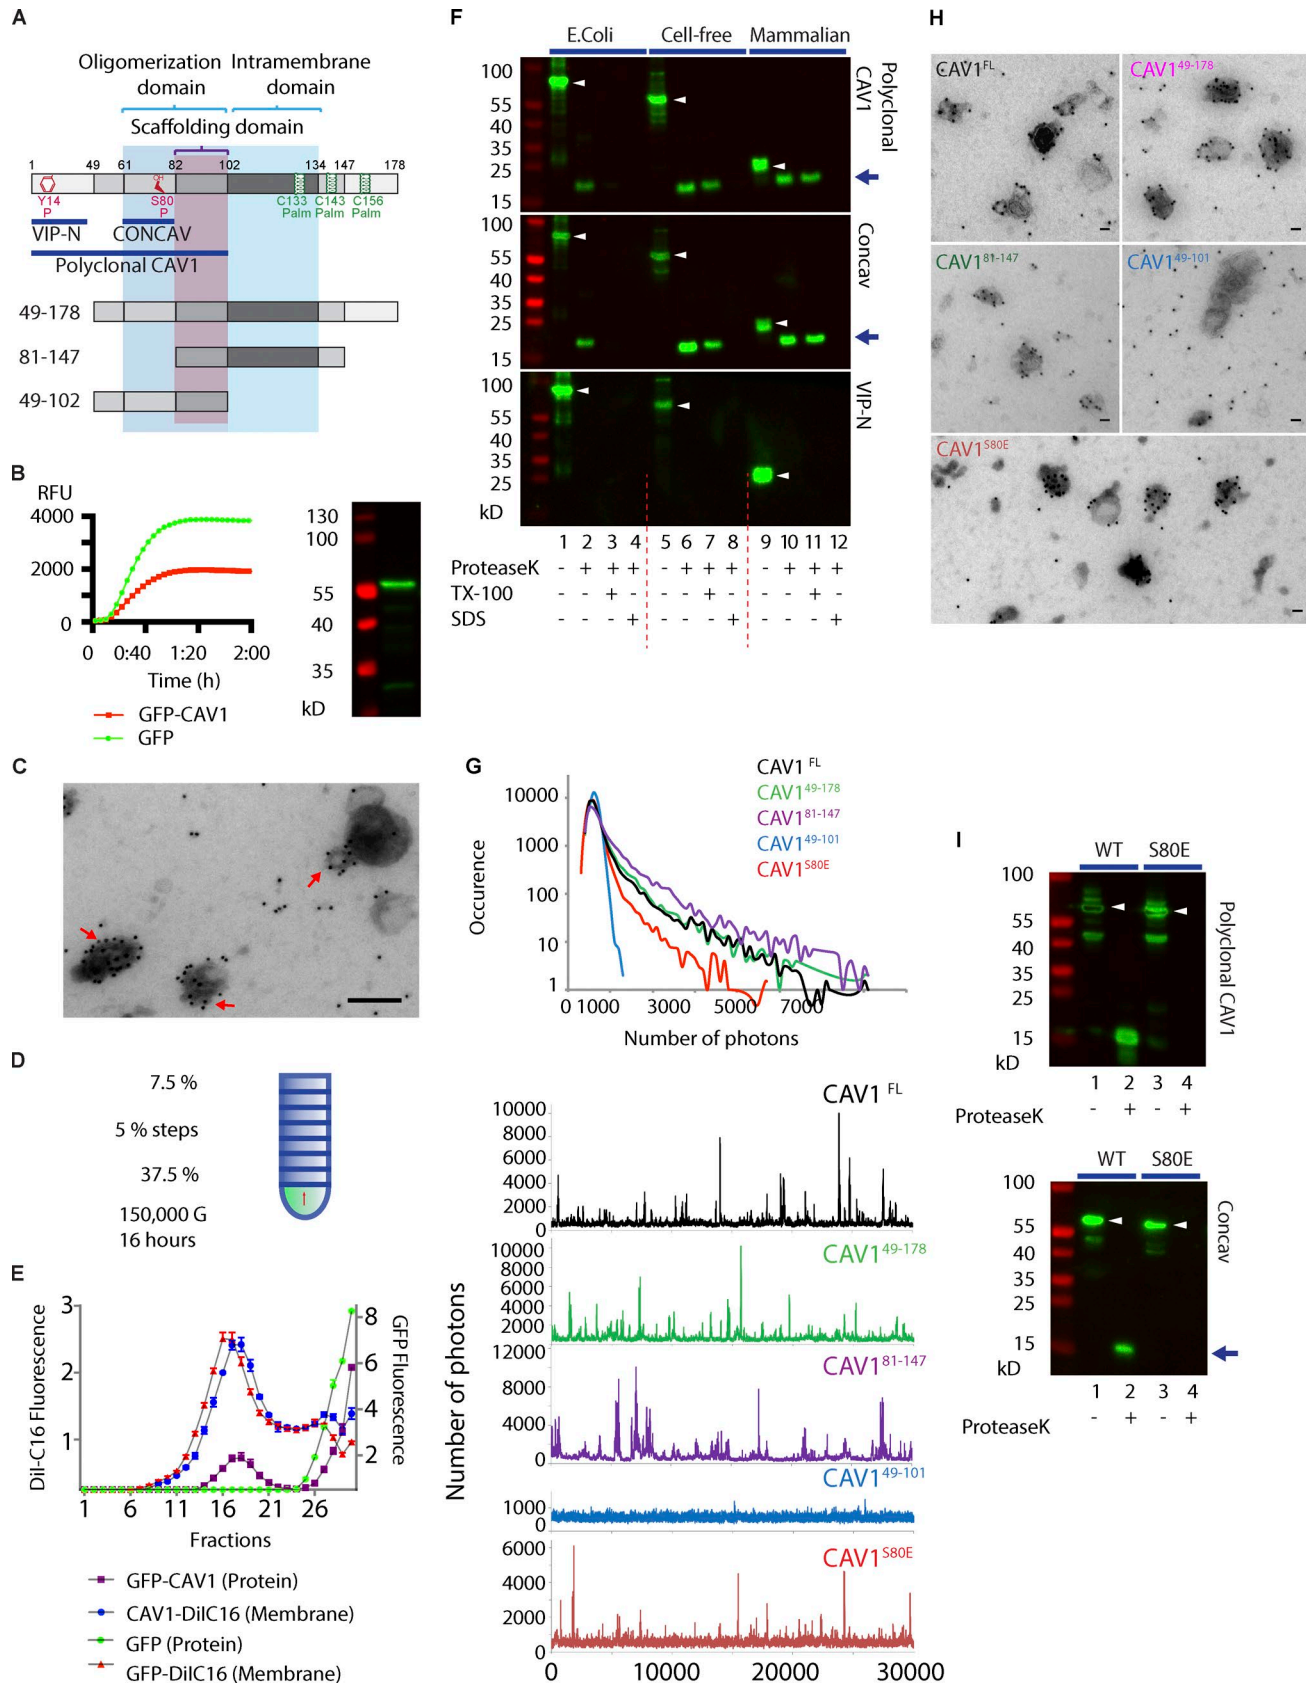 A
Oligomerization domain
Intramembrane domain
Scaffolding domain
1 49 61 82 102 134 147 178
OH
Y14 S80 C133 C143 C156
P P Palm Palm Palm
VIP-N CONCAV
Polyclonal CAV1
49-178
81-147
49-102
B
RFU
4000
2000
0
0 0:40 1:20 2:00
Time (h)
GFP-CAV1
GFP
130
100
55
40
35
kD
C
D
7.5 %
5 % steps
37.5 %
150,000 G
16 hours
E
Dil-C16 Fluorescence
3
2
1
GFP Fluorescence
8
6
4
2
1 6 11 16 21 26
Fractions
GFP-CAV1 (Protein)
CAV1-DilC16 (Membrane)
GFP (Protein)
GFP-DilC16 (Membrane)
F
E.Coli Cell-free Mammalian
100
55
40
35
25
15
Polyclonal CAV1
100
55
40
35
25
15
Concav
100
55
40
35
25
kD
VIP-N
1 2 3 4 5 6 7 8 9 10 11 12
ProteaseK - + + + - + + + - + + +
TX-100 - - + - - - + - - - + -
SDS - - - + - - - + - - - +
G
CAV1 FL
CAV1 49-178
CAV1 81-147
CAV1 49-101
CAV1 S80E
Occurence
10000
1000
100
10
1
0 1000 3000 5000 7000
Number of photons
Number of photons
CAV1 FL
10000
8000
6000
4000
2000
0
CAV1 49-178
10000
8000
6000
4000
2000
0
CAV1 81-147
12000
8000
4000
0
CAV1 49-101
1000
0
CAV1 S80E
6000
4000
2000
0
0 10000 20000 30000
H
CAV1 FL
CAV1 49-178
CAV1 81-147
CAV1 49-101
CAV1 S80E
I
WT S80E
100
55
40
35
25
15
kD
Polyclonal CAV1
1 2 3 4
ProteaseK - + - +
WT S80E
100
55
40
35
25
15
kD
Concav
1 2 3 4
ProteaseK - + - +